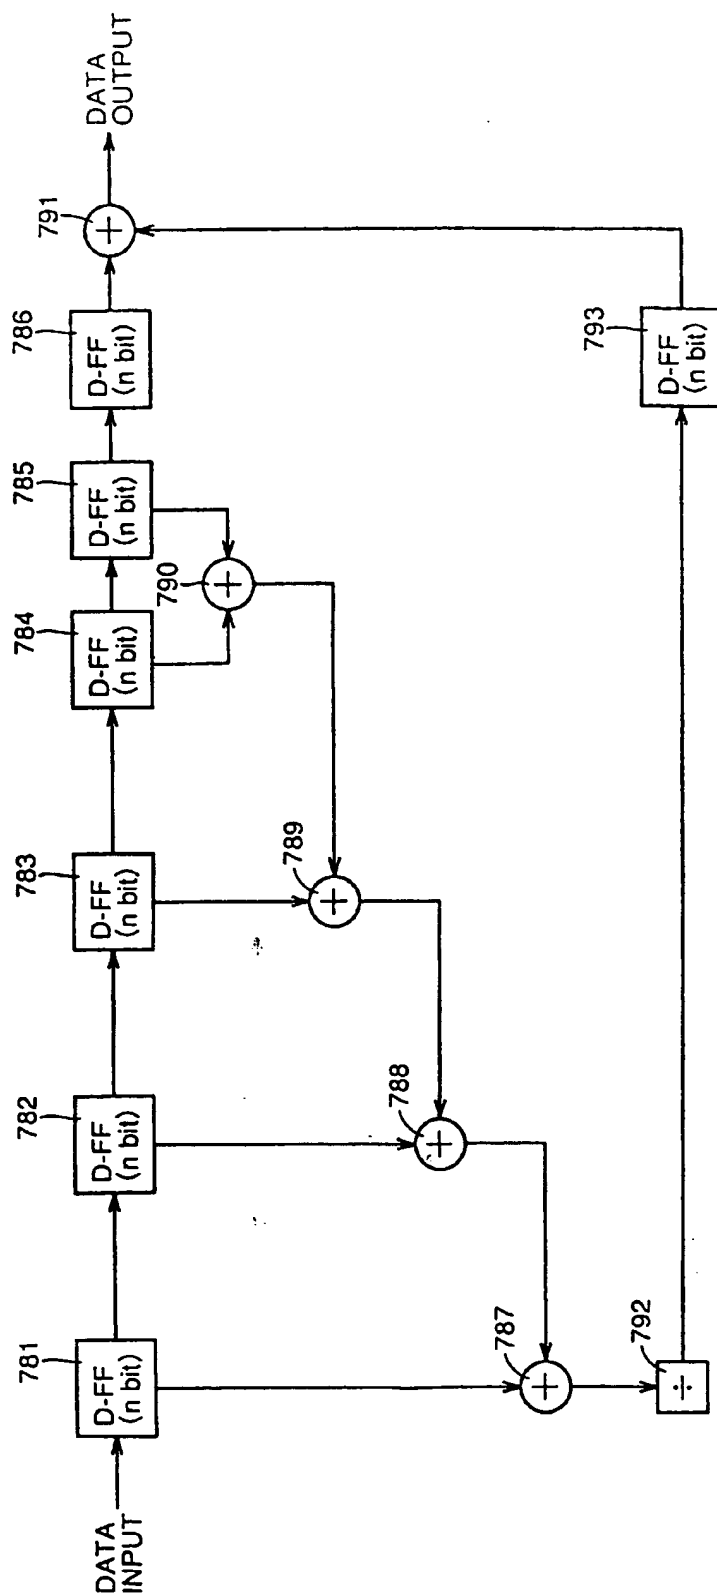 DATA
INPUT
781
D-FF
(n bit)
782
D-FF
(n bit)
783
D-FF
(n bit)
784
D-FF
(n bit)
785
D-FF
(n bit)
786
D-FF
(n bit)
791
+
DATA
OUTPUT
790
+
789
+
788
+
787
+
792
÷
793
D-FF
(n bit)